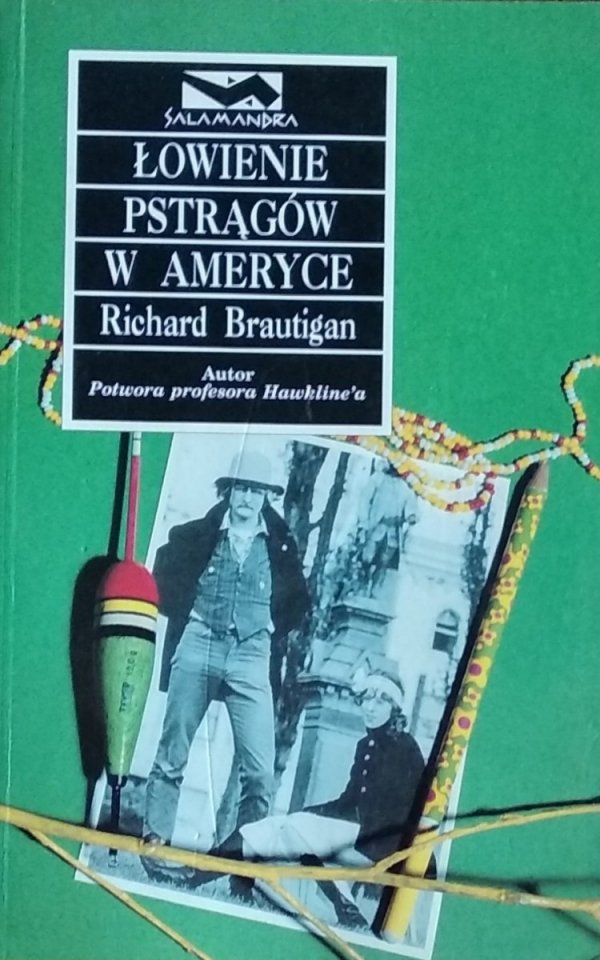 SALAMANDRA
ŁOWIENIE
PSTRĄGÓW
W AMERYCE
Richard Brautigan
Autor
Potwora profesora Hawkline'a